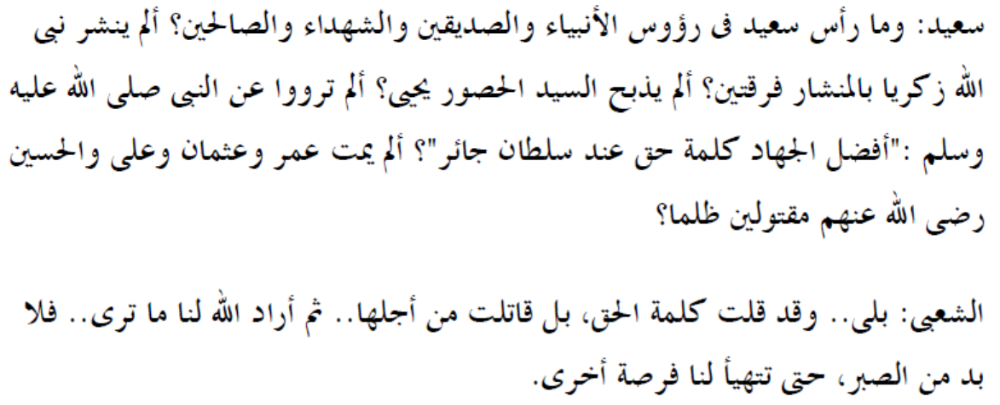 سعيد: وما رأس سعيد فى رؤوس الأنبياء والصديقين والشهداء والصالحين؟ ألم ينشر نبى
الله زكريا بالمنشار فرقتين؟ ألم يذبح السيد الحصور يحيى؟ ألم ترووا عن النبى صلى الله عليه
وسلم :"أفضل الجهاد كلمة حق عند سلطان جائر"؟ ألم يمت عمر وعثمان وعلى والحسين
رضى الله عنهم مقتولين ظلما؟
الشعبى: بلى.. وقد قلت كلمة الحق، بل قاتلت من أجلها.. ثم أراد الله لنا ما ترى.. فلا
بد من الصبر، حتى تتهيأ لنا فرصة أخرى.